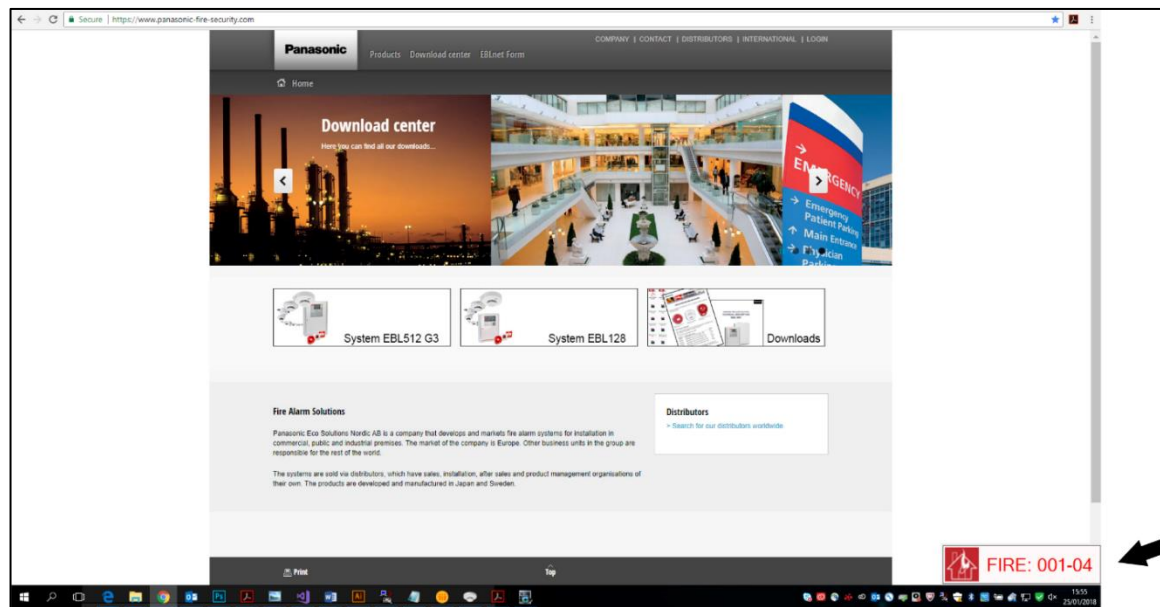 Secure | https://www.panasonic-fire-security.com
COMPANY | CONTACT | DISTRIBUTORS | INTERNATIONAL | LOGIN
Panasonic
Products Download center EBLnet Form
Home
Download center
Here you can find all our downloads...
EMERGENCY
Emergency
Patient Parking
Main Entrance
Physician
Parking
System EBL512 G3
System EBL128
Downloads
Fire Alarm Solutions
Panasonic Eco Solutions Nordic AB is a company that develops and markets fire alarm systems for installation in
commercial, public and industrial premises. The market of the company is Europe. Other business units in the group are
responsible for the rest of the world.
The systems are sold via distributors, which have sales, installation, after sales and product management organisations of
their own. The products are developed and manufactured in Japan and Sweden.
Distributors
> Search for our distributors worldwide
Print
Top
FIRE: 001-04
15:55
25/01/2018